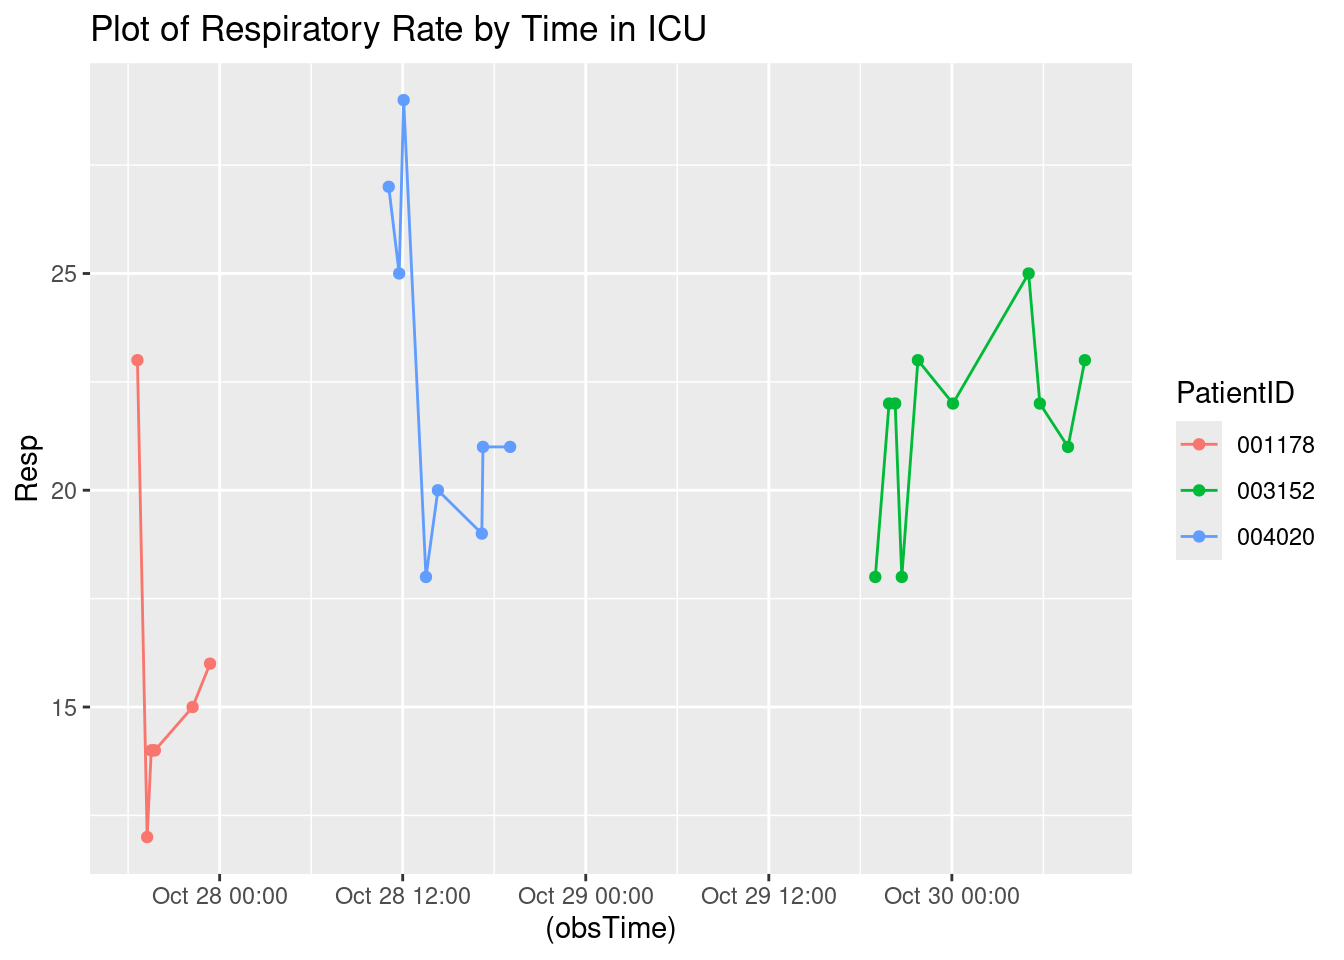 Plot of Respiratory Rate by Time in ICU
Resp
25
20
15
Oct 28 00:00
Oct 28 12:00
Oct 29 00:00
Oct 29 12:00
Oct 30 00:00
(obsTime)
PatientID
001178
003152
004020